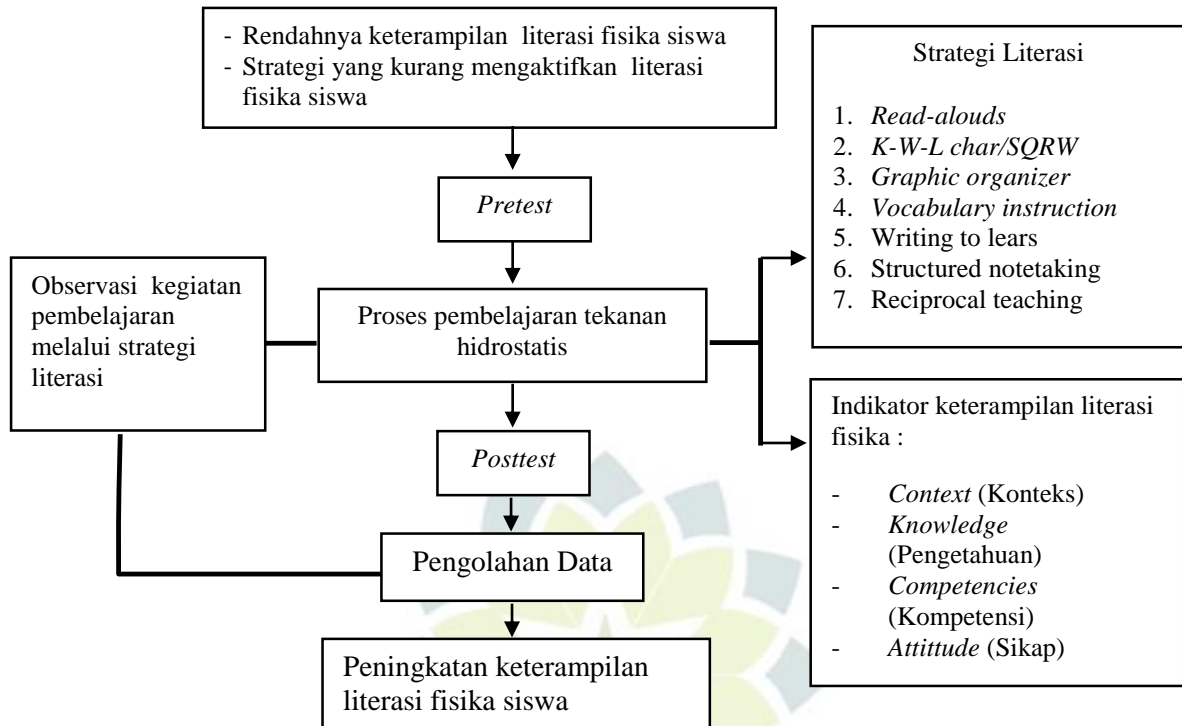 - Rendahnya keterampilan literasi fisika siswa
- Strategi yang kurang mengaktifkan literasi
fisika siswa
Pretest
Proses pembelajaran tekanan
hidrostatis
Observasi kegiatan
pembelajaran
melalui strategi
literasi
Posttest
Pengolahan Data
Peningkatan keterampilan
literasi fisika siswa
Strategi Literasi
1. Read-alouds
2. K-W-L char/SQRW
3. Graphic organizer
4. Vocabulary instruction
5. Writing to lears
6. Structured notetaking
7. Reciprocal teaching
Indikator keterampilan literasi
fisika :
- Context (Konteks)
- Knowledge
(Pengetahuan)
- Competencies
(Kompetensi)
- Attittude (Sikap)